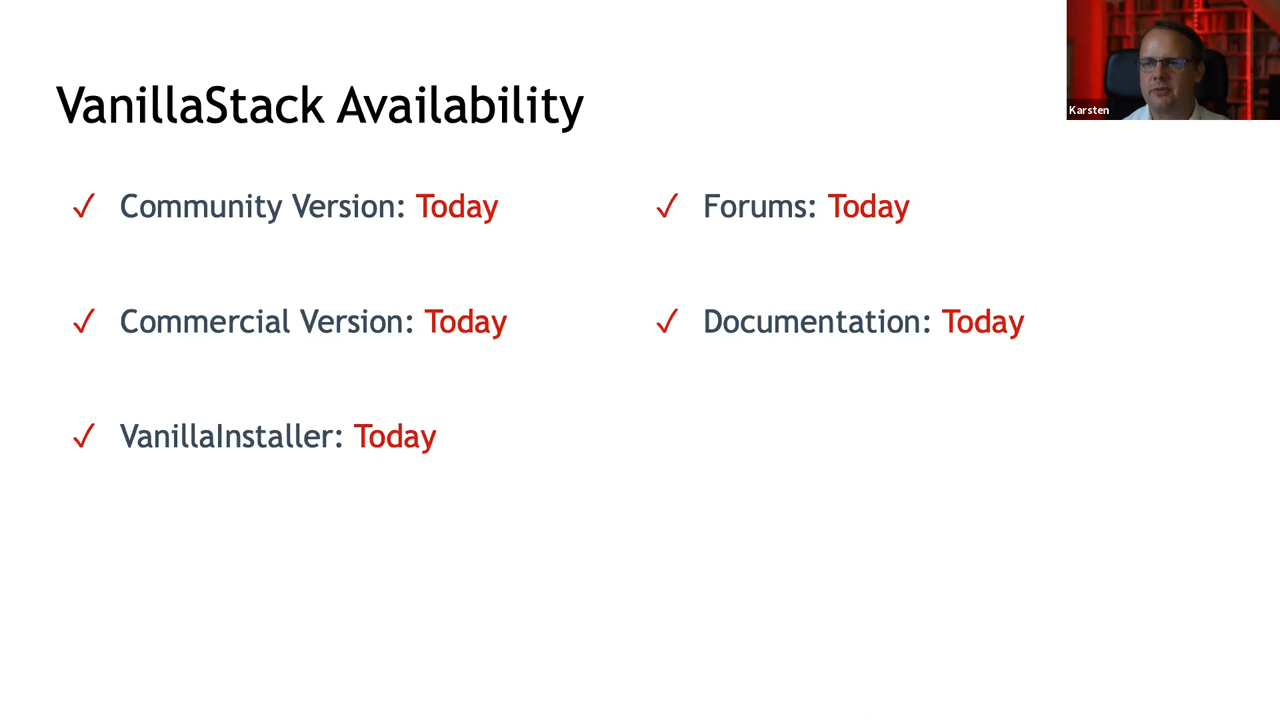 VanillaStack Availability
Karsten
✓ Community Version: Today
✓ Commercial Version: Today
✓ VanillaInstaller: Today
✓ Forums: Today
✓ Documentation: Today